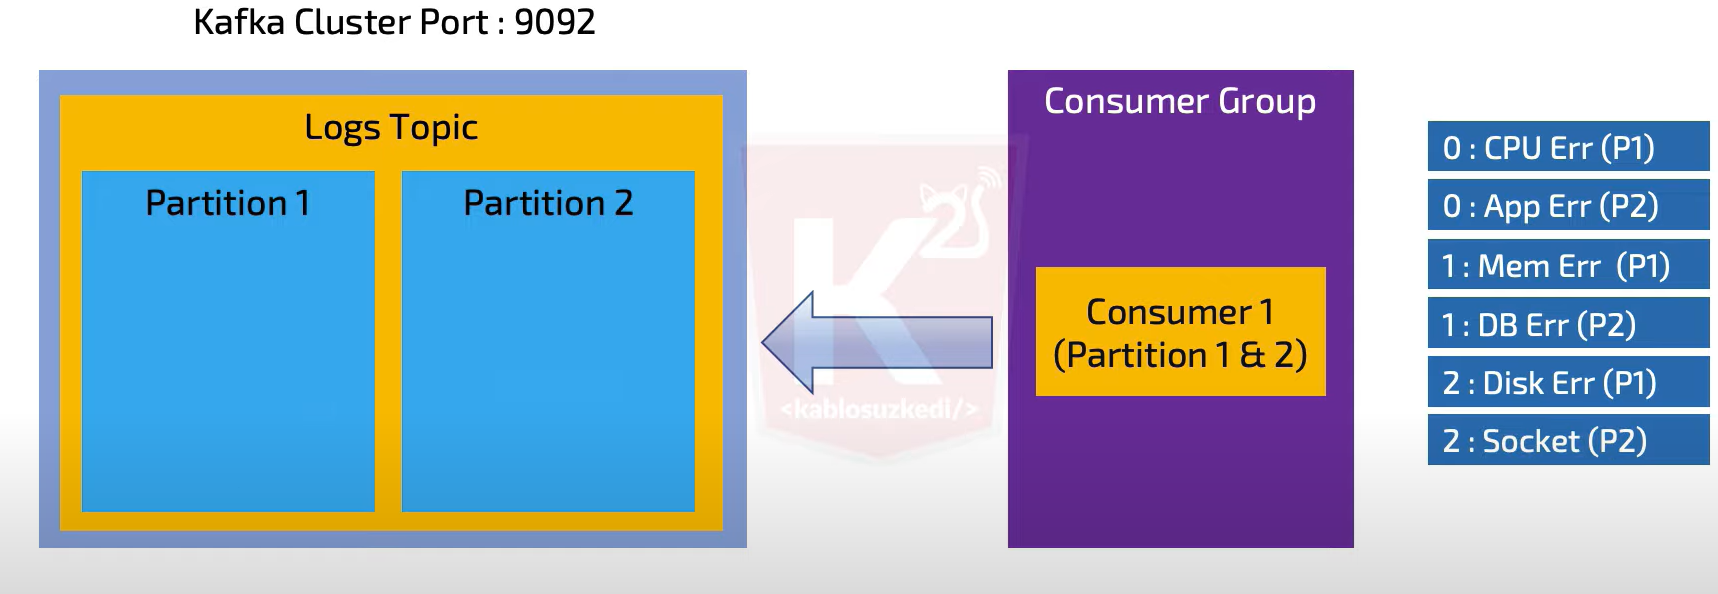 Kafka Cluster Port : 9092
Logs Topic
Partition 1
Partition 2
K2
<kablosuzkedi/>
Consumer Group
Consumer 1
(Partition 1 & 2)
0 : CPU Err (P1)
0 : App Err (P2)
1 : Mem Err (P1)
1 : DB Err (P2)
2 : Disk Err (P1)
2 : Socket (P2)